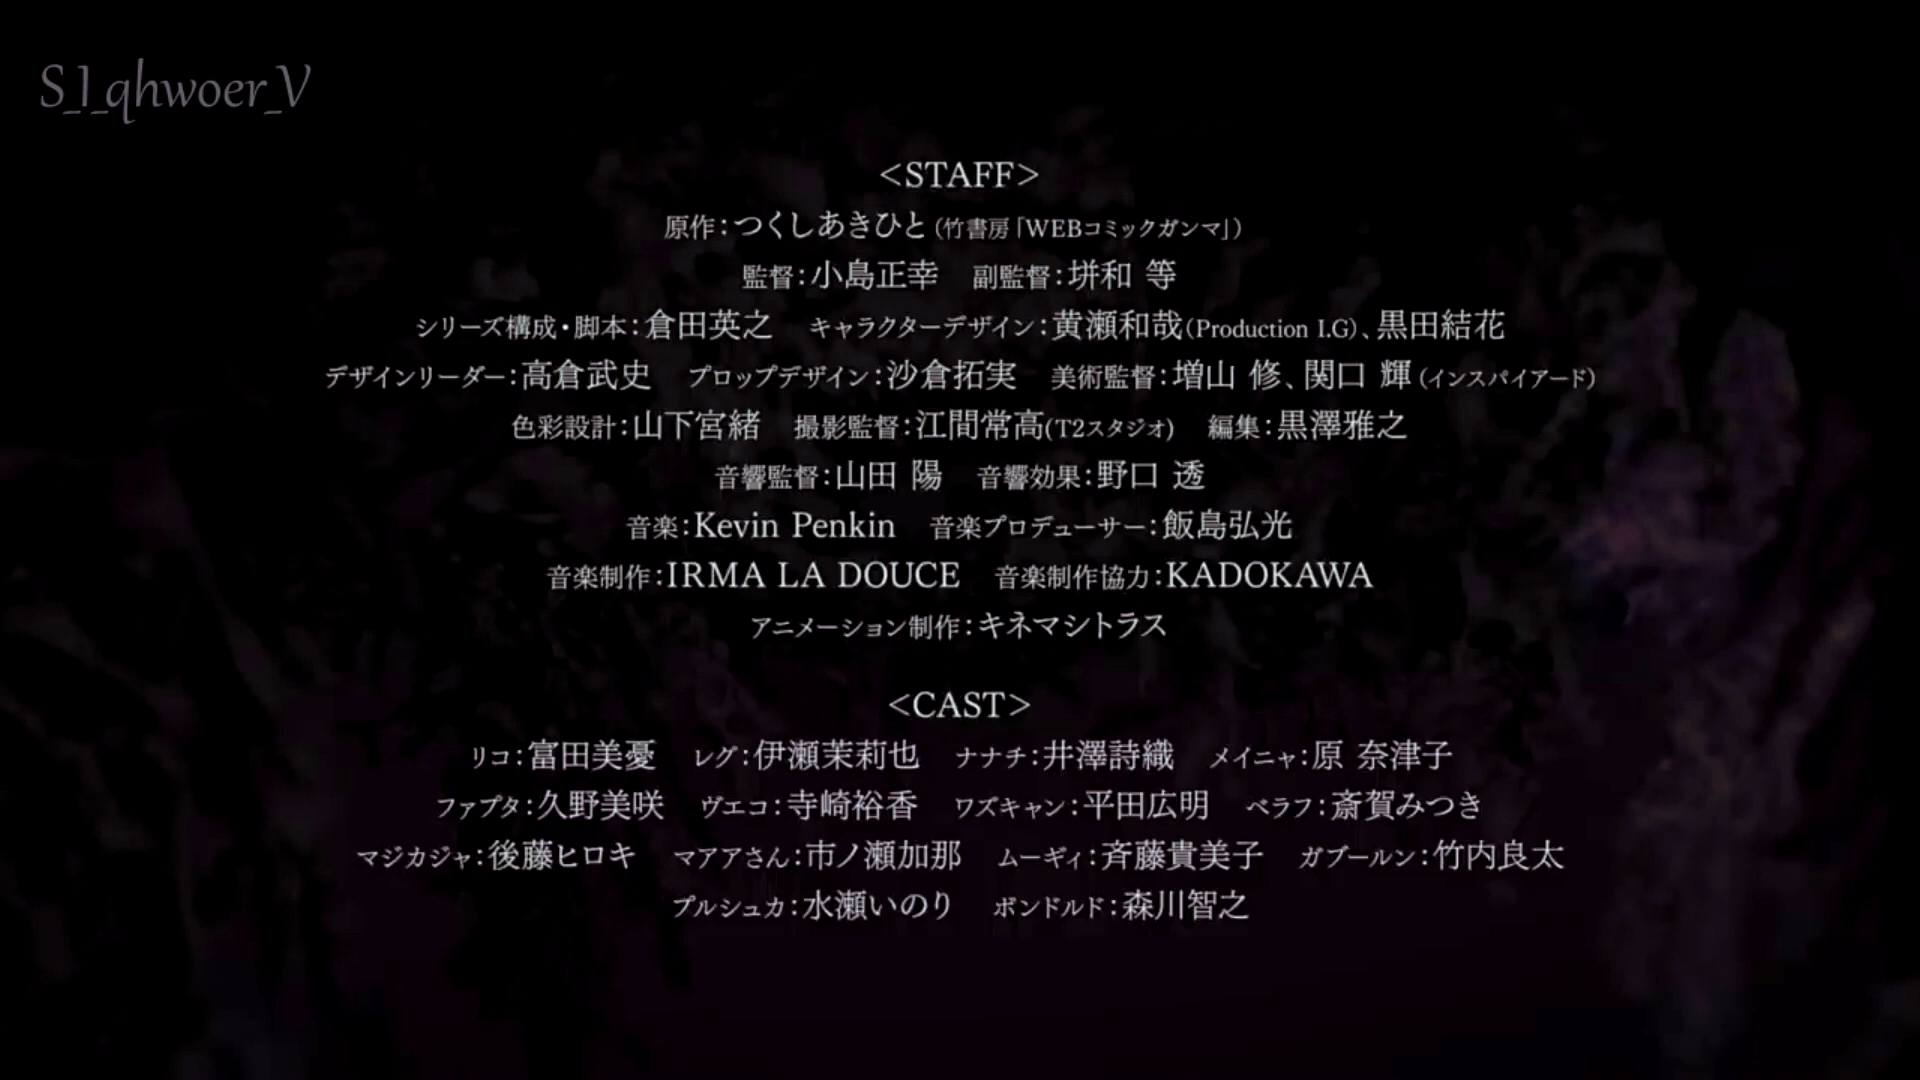 S_1_qhwoer_V
<STAFF>
原作：つくしあきひと（竹書房「WEBコミックガンマ」）
監督：小島正幸　副監督：垪和 等
シリーズ構成・脚本：倉田英之　キャラクターデザイン：黄瀬和哉（Production I.G）、黒田結花
デザインリーダー：高倉武史　プロップデザイン：沙倉拓実　美術監督：増山 修、関口 輝（インスパイアード）
色彩設計：山下宮緒　撮影監督：江間常高(T2スタジオ)　編集：黒澤雅之
音響監督：山田 陽　音響効果：野口 透
音楽：Kevin Penkin　音楽プロデューサー：飯島弘光
音楽制作：IRMA LA DOUCE　音楽制作協力：KADOKAWA
アニメーション制作：キネマシトラス
<CAST>
リコ：富田美憂　レグ：伊瀬茉莉也　ナナチ：井澤詩織　メイニャ：原 奈津子
ファプタ：久野美咲　ヴエコ：寺崎裕香　ワズキャン：平田広明　ベラフ：斎賀みつき
マジカジャ：後藤ヒロキ　マアアさん：市ノ瀬加那　ムーギィ：斉藤貴美子　ガブールン：竹内良太
プルシュカ：水瀬いのり　ボンドルド：森川智之